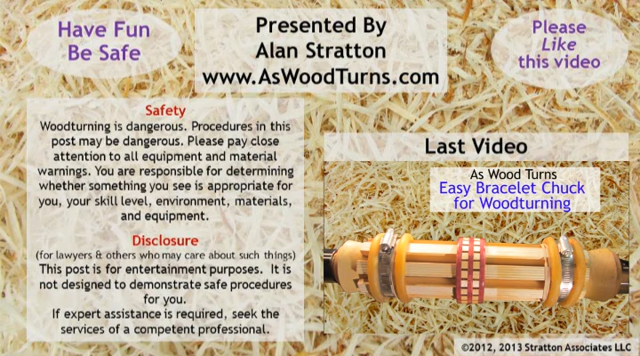 Have Fun
Be Safe
Presented By
Alan Stratton
www.AsWoodTurns.com
Please
Like
this video
Safety
Woodturning is dangerous. Procedures in this
post may be dangerous. Please pay close
attention to all equipment and material
warnings. You are responsible for determining
whether something you see is appropriate for
you, your skill level, environment, materials,
and equipment.
Disclosure
(for lawyers & others who may care about such things)
This post is for entertainment purposes. It is
not designed to demonstrate safe procedures
for you.
If expert assistance is required, seek the
services of a competent professional.
Last Video
As Wood Turns
Easy Bracelet Chuck
for Woodturning
©2012, 2013 Stratton Associates LLC